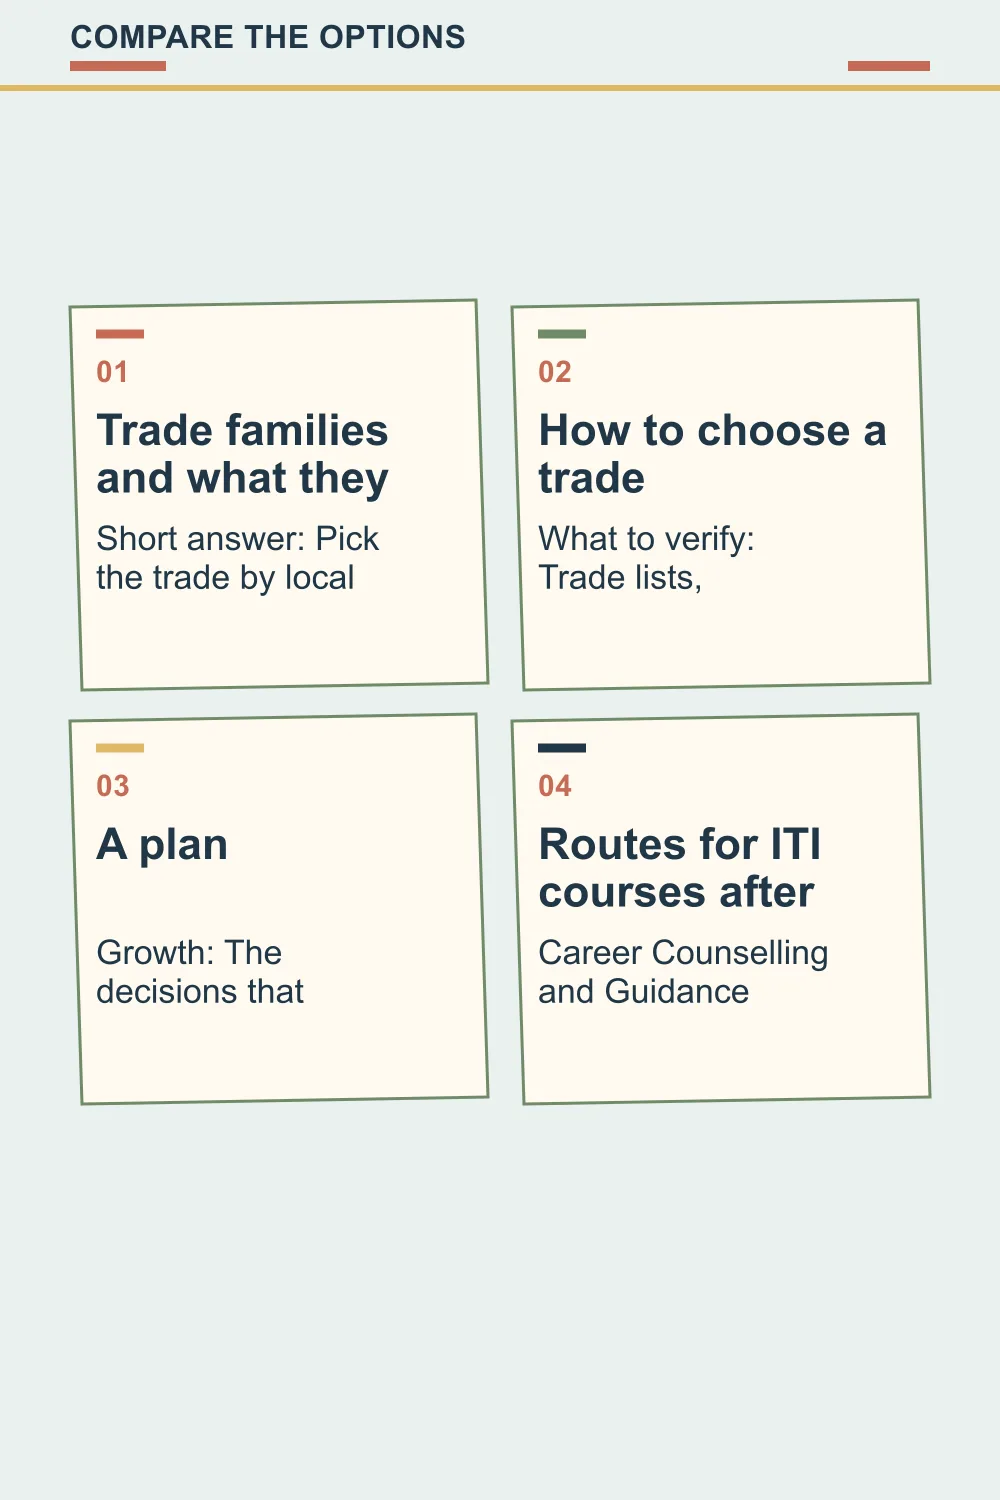 COMPARE THE OPTIONS
01
Trade families
and what they
Short answer: Pick
the trade by local
02
How to choose a
trade
What to verify:
Trade lists,
03
A plan
Growth: The
decisions that
04
Routes for ITI
courses after
Career Counselling
and Guidance